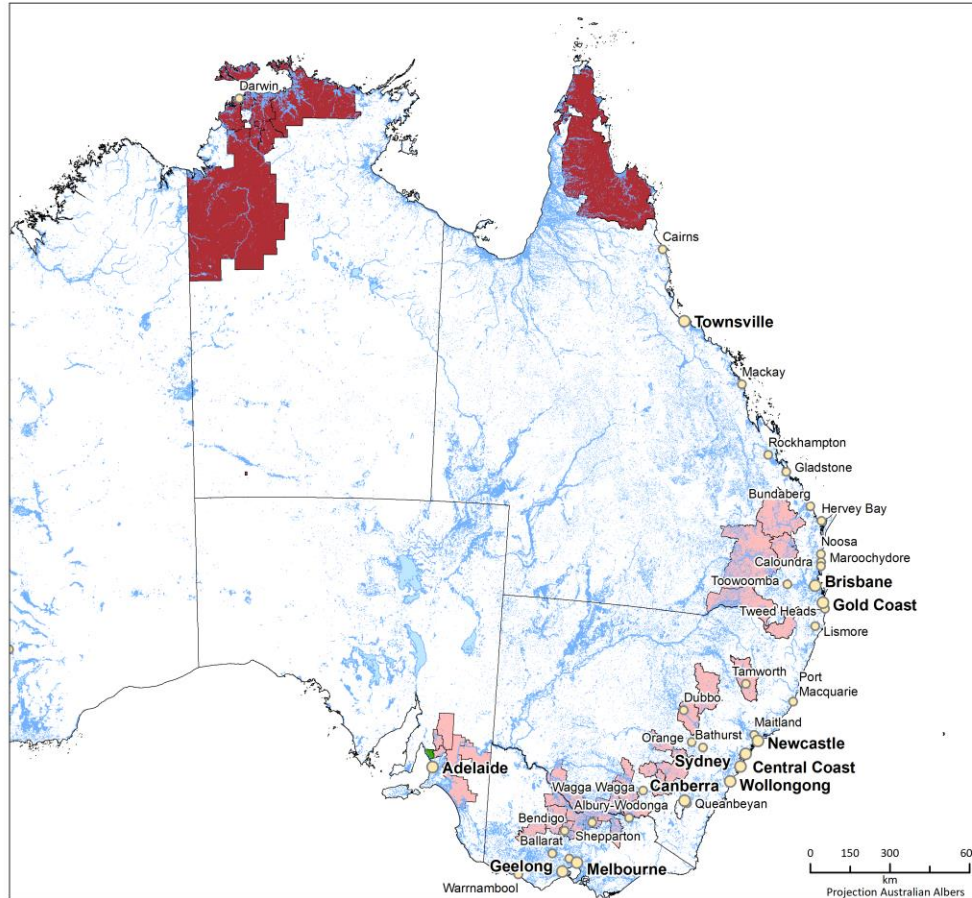 Darwin
Cairns
Townsville
Mackay
Rockhampton
Gladstone
Bundaberg
Hervey Bay
Noosa
Caloundra
Maroochydore
Toowoomba
Brisbane
Gold Coast
Tweed Heads
Lismore
Tamworth
Port
Macquarie
Dubbo
Maitland
Orange
Bathurst
Newcastle
Sydney
Central Coast
Adelaide
Wagga Wagga
Canberra
Wollongong
Albury-Wodonga
Queanbeyan
Bendigo
Shepparton
Ballarat
Geelong
Melbourne
Warrnambool
0 150 300 60
km
Projection Australian Albers